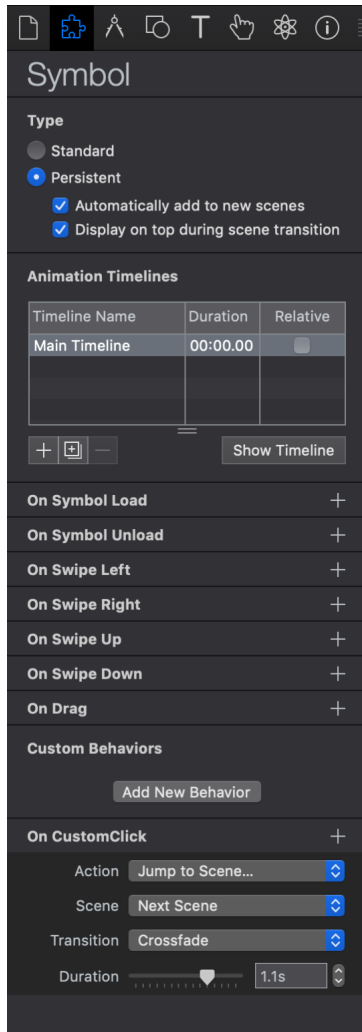 T
Symbol
Type
Standard
Persistent
Automatically add to new scenes
Display on top during scene transition
Animation Timelines
Timeline Name Duration Relative
Main Timeline 00:00.00
Show Timeline
On Symbol Load
On Symbol Unload
On Swipe Left
On Swipe Right
On Swipe Up
On Swipe Down
On Drag
Custom Behaviors
Add New Behavior
On CustomClick
Action Jump to Scene...
Scene Next Scene
Transition Crossfade
Duration 1.1s